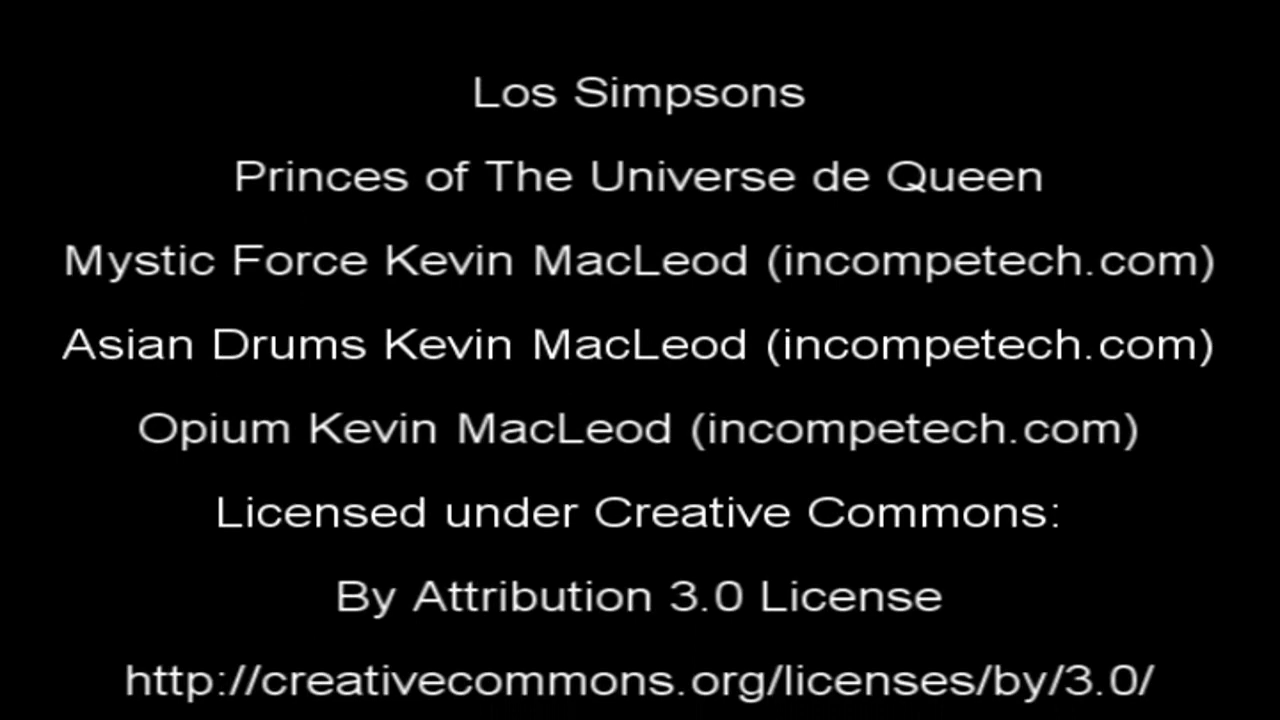 Los Simpsons
Princes of The Universe de Queen
Mystic Force Kevin MacLeod (incompetech.com)
Asian Drums Kevin MacLeod (incompetech.com)
Opium Kevin MacLeod (incompetech.com)
Licensed under Creative Commons:
By Attribution 3.0 License
http://creativecommons.org/licenses/by/3.0/